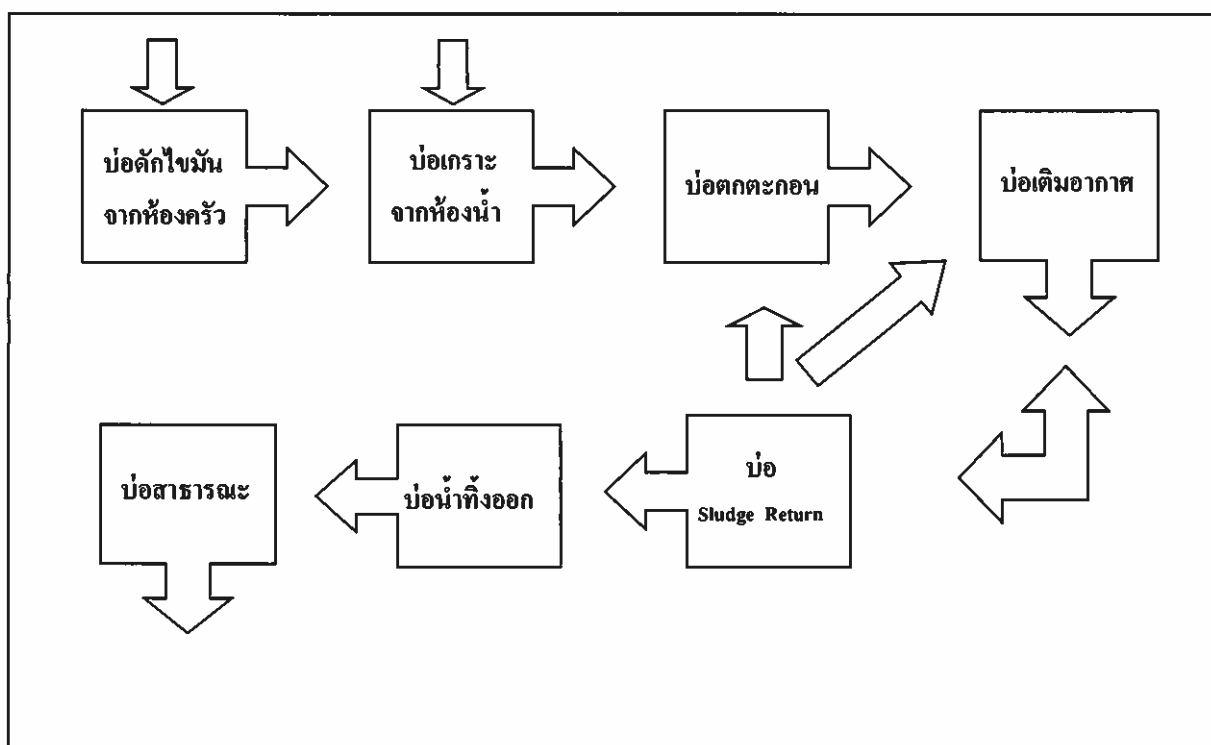 บ่อดักไขมัน
จากห้องครัว
บ่อเกราะ
จากห้องน้ำ
บ่อตกตะกอน
บ่อเติมอากาศ
บ่อสาธารณะ
บ่อน้ำทิ้งออก
บ่อ
Sludge Return